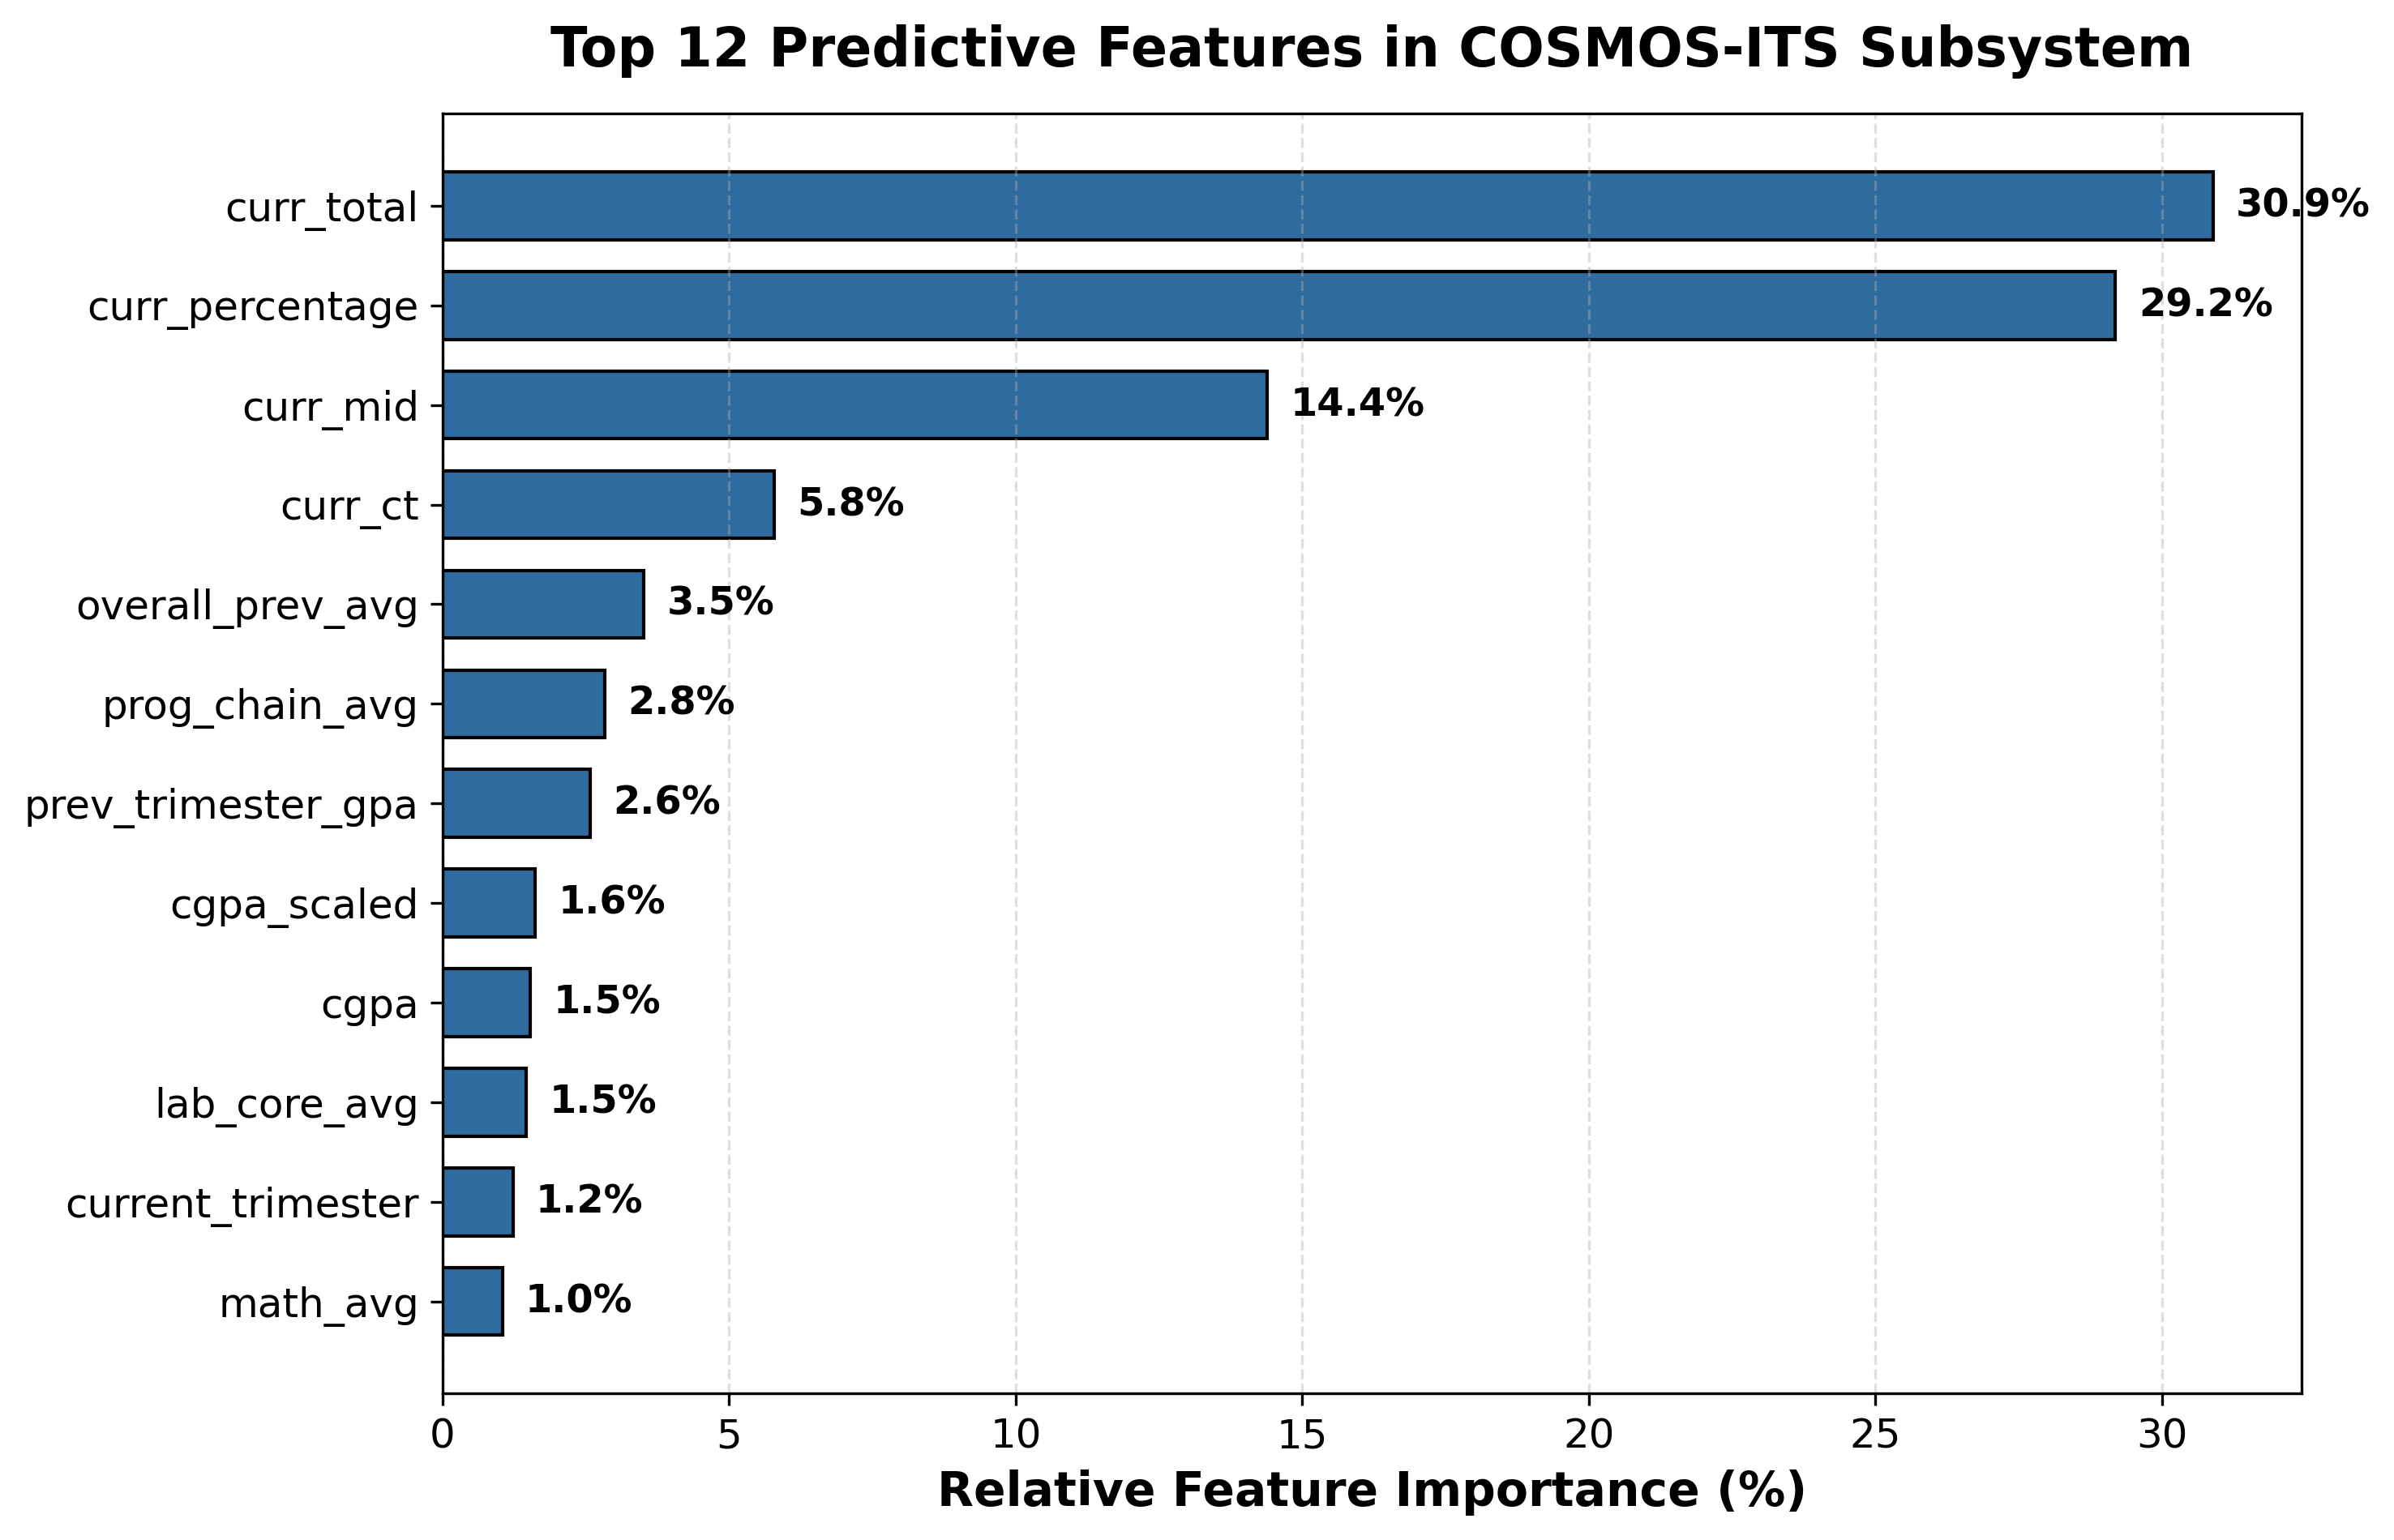 Top 12 Predictive Features in COSMOS-ITS Subsystem
curr_total 30.9%
curr_percentage 29.2%
curr_mid 14.4%
curr_ct 5.8%
overall_prev_avg 3.5%
prog_chain_avg 2.8%
prev_trimester_gpa 2.6%
cgpa_scaled 1.6%
cgpa 1.5%
lab_core_avg 1.5%
current_trimester 1.2%
math_avg 1.0%
0 5 10 15 20 25 30
Relative Feature Importance (%)